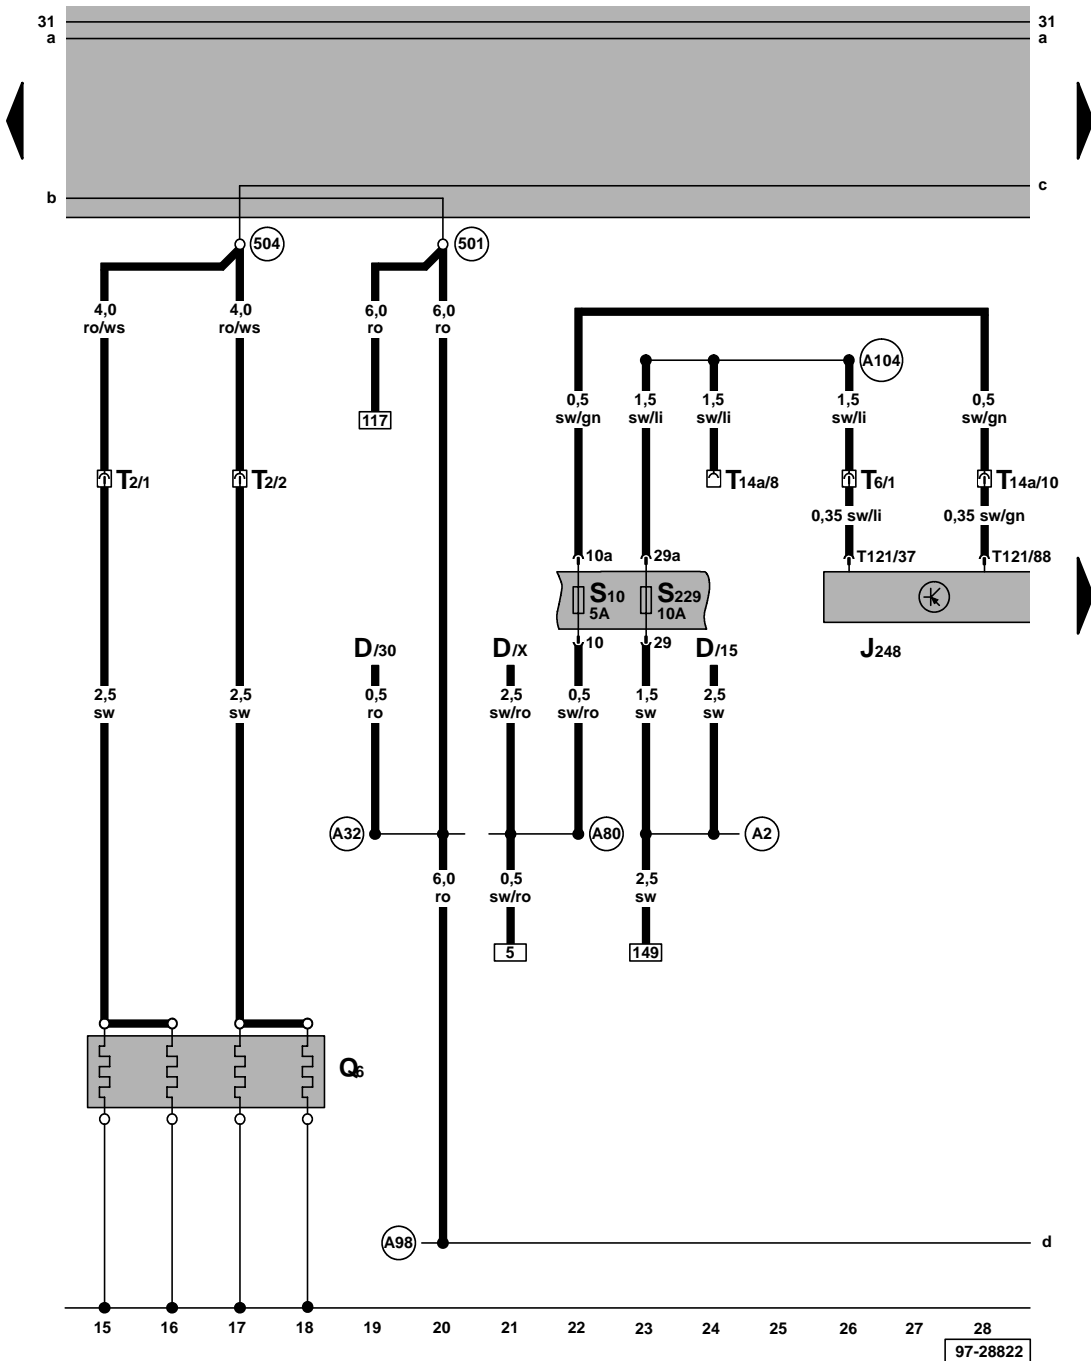 31 31
a a
b c
504 501
4,0 4,0 6,0 6,0
ro/ws ro/ws ro ro
A104
0,5 1,5 1,5 1,5 0,5
sw/gn sw/li sw/li sw/li sw/gn
117
T2/1 T2/2 T14a/8 T6/1 T14a/10
0,35 sw/li 0,35 sw/gn
10a 29a T121/37 T121/88
S10 S229
5A 10A
10 29
D/30 D/X D/15 J248
2,5 2,5 0,5 2,5 0,5 1,5 2,5
sw sw ro sw/ro sw/ro sw sw
A32 A80 A2
6,0 0,5 2,5
ro sw/ro sw
5 149
Q6
A98 d
15 16 17 18 19 20 21 22 23 24 25 26 27 28
97-28822